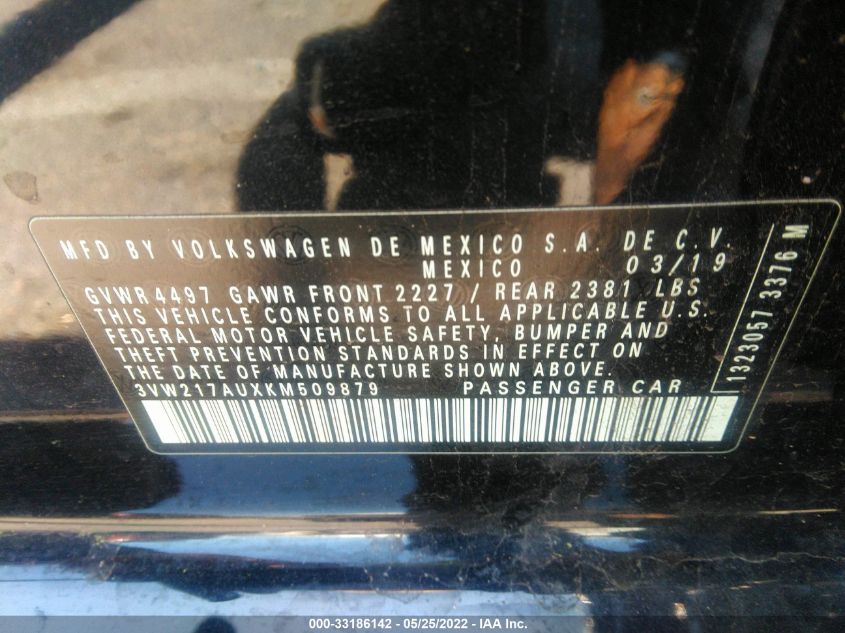 MFD BY VOLKSWAGEN DE MEXICO S.A. DE C.V.
MEXICO 03/19
GVWR 4497 GAWR FRONT 2227 / REAR 2381 LBS
THIS VEHICLE CONFORMS TO ALL APPLICABLE U.S.
FEDERAL MOTOR VEHICLE SAFETY, BUMPER AND
THEFT PREVENTION STANDARDS IN EFFECT ON
THE DATE OF MANUFACTURE SHOWN ABOVE.
3VW217AUXKM509879 PASSENGER CAR
1323057 3376 M
000-33186142 - 05/25/2022 - IAA Inc.